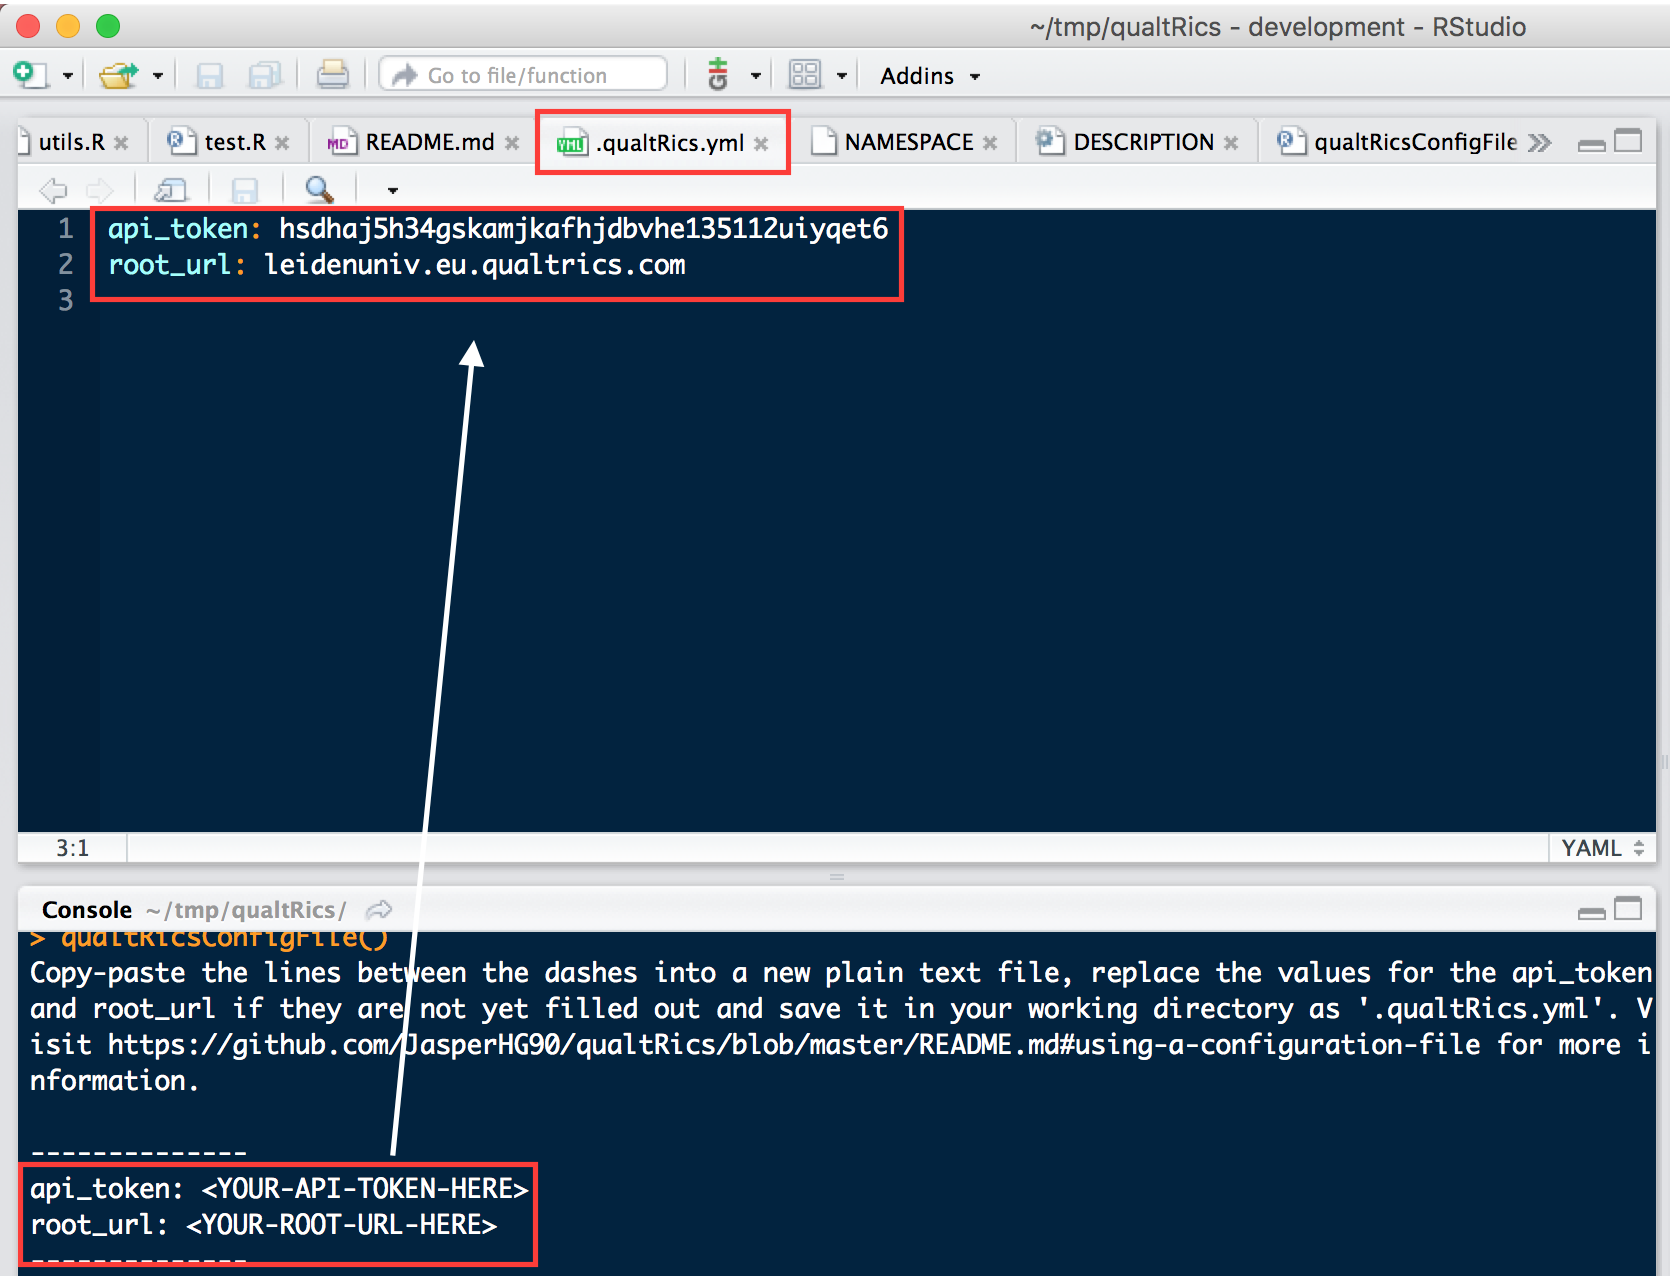 ~/tmp/qualtRics - development - RStudio
Go to file/function
Addins
utils.R
test.R
README.md
.qualtRics.yml
NAMESPACE
DESCRIPTION
qualtRicsConfigFile
1 api_token: hsdhaj5h34gskamjkafhjdbvhe135112uiyqet6
2 root_url: leidenuniv.eu.qualtrics.com
3
3:1
YAML
Console ~/tmp/qualtRics/
> qualtRicsConfigFile()
Copy-paste the lines between the dashes into a new plain text file, replace the values for the api_token
and root_url if they are not yet filled out and save it in your working directory as '.qualtRics.yml'. V
isit https://github.com/JasperHG90/qualtRics/blob/master/README.md#using-a-configuration-file for more i
nformation.
--------------
api_token: <YOUR-API-TOKEN-HERE>
root_url: <YOUR-ROOT-URL-HERE>
--------------